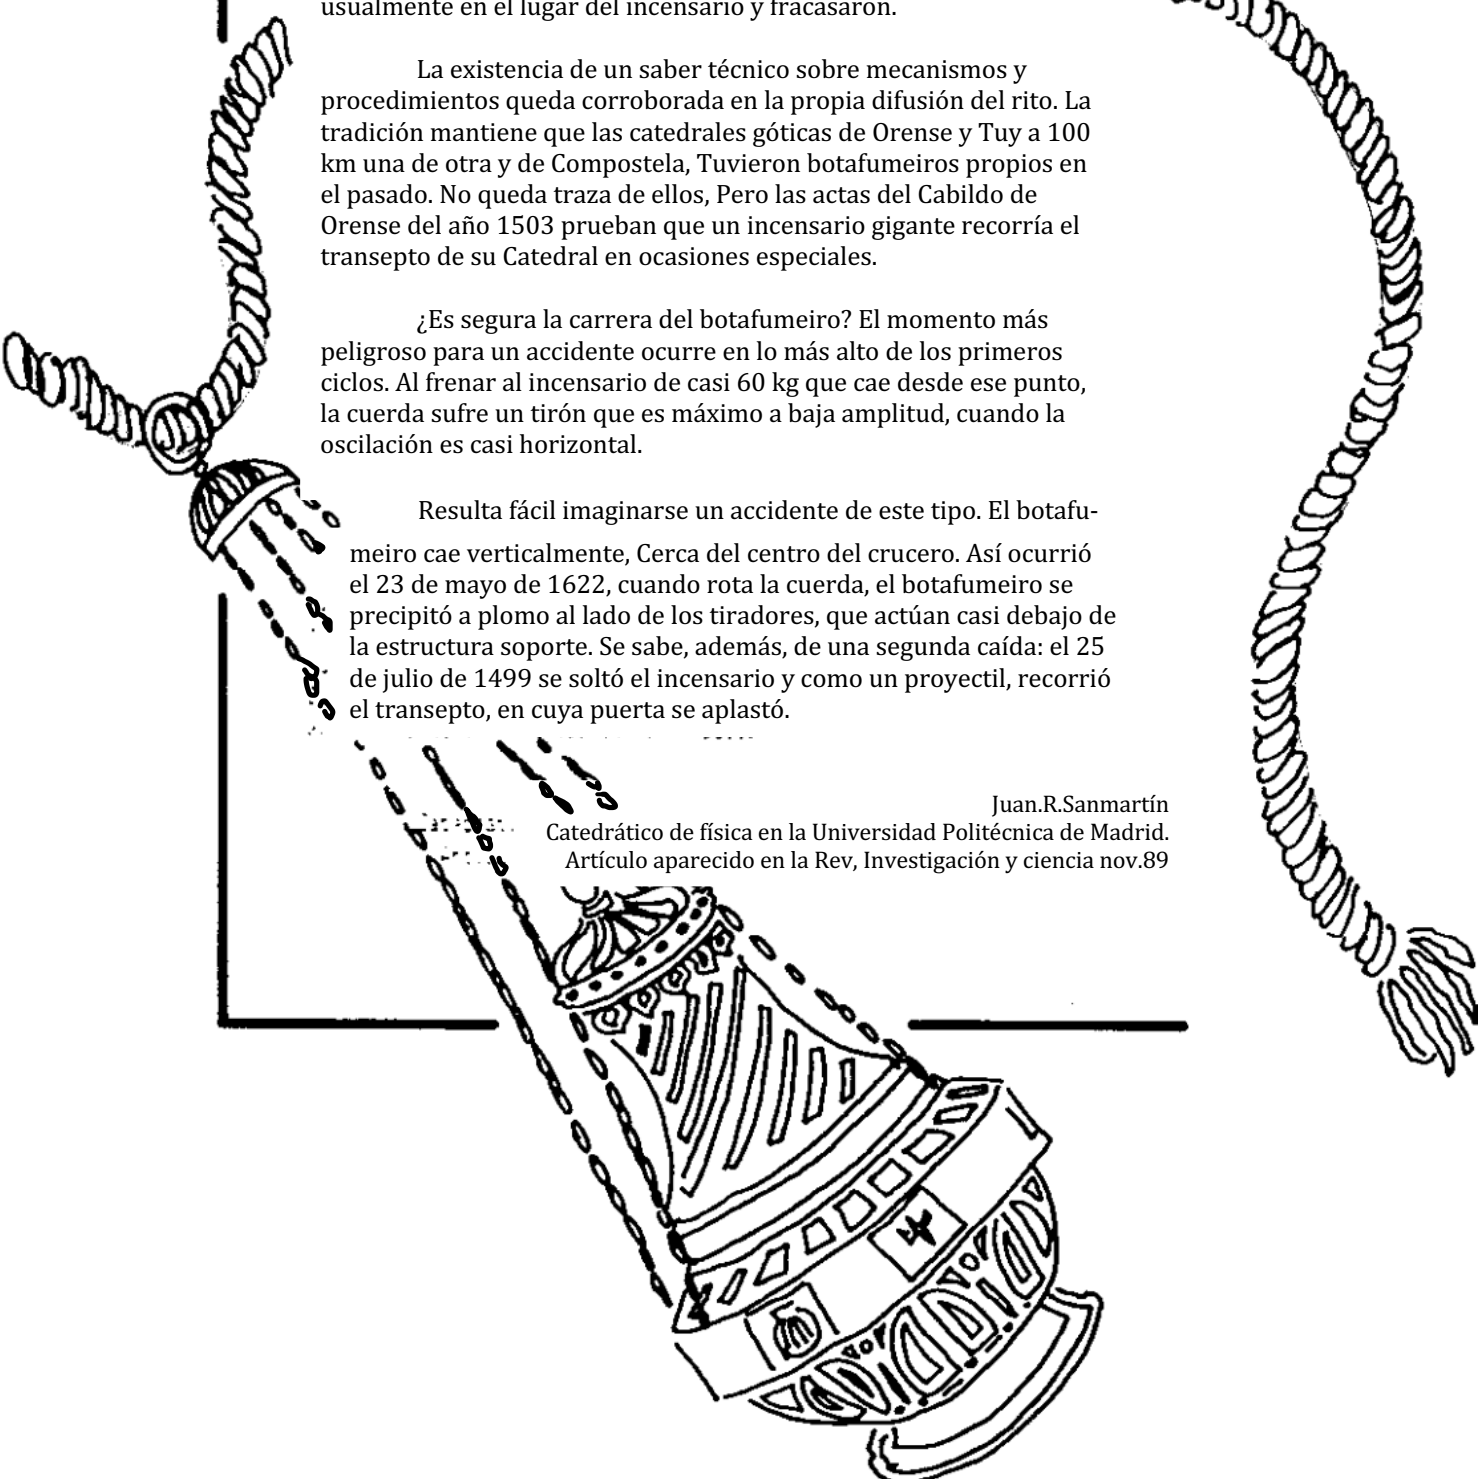 usualmente en el lugar del incensario y fracasaron.
La existencia de un saber técnico sobre mecanismos y
procedimientos queda corroborada en la propia difusión del rito. La
tradición mantiene que las catedrales góticas de Orense y Tuy a 100
km una de otra y de Compostela, Tuvieron botafumeiros propios en
el pasado. No queda traza de ellos, Pero las actas del Cabildo de
Orense del año 1503 prueban que un incensario gigante recorría el
transepto de su Catedral en ocasiones especiales.
¿Es segura la carrera del botafumeiro? El momento más
peligroso para un accidente ocurre en lo más alto de los primeros
ciclos. Al frenar al incensario de casi 60 kg que cae desde ese punto,
la cuerda sufre un tirón que es máximo a baja amplitud, cuando la
oscilación es casi horizontal.
Resulta fácil imaginarse un accidente de este tipo. El botafu-
meiro cae verticalmente, Cerca del centro del crucero. Así ocurrió
el 23 de mayo de 1622, cuando rota la cuerda, el botafumeiro se
precipitó a plomo al lado de los tiradores, que actúan casi debajo de
la estructura soporte. Se sabe, además, de una segunda caída: el 25
de julio de 1499 se soltó el incensario y como un proyectil, recorrió
el transepto, en cuya puerta se aplastó.
Juan.R.Sanmartín
Catedrático de física en la Universidad Politécnica de Madrid.
Artículo aparecido en la Rev, Investigación y ciencia nov.89